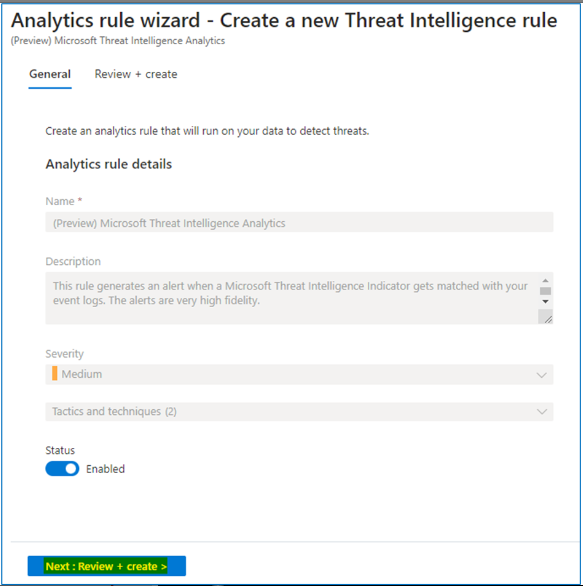 Analytics rule wizard - Create a new Threat Intelligence rule
(Preview) Microsoft Threat Intelligence Analytics
General Review + create
Create an analytics rule that will run on your data to detect threats.
Analytics rule details
Name *
(Preview) Microsoft Threat Intelligence Analytics
Description
This rule generates an alert when a Microsoft Threat Intelligence Indicator gets matched with your
event logs. The alerts are very high fidelity.
Severity
Medium
Tactics and techniques (2)
Status
Enabled
Next : Review + create >